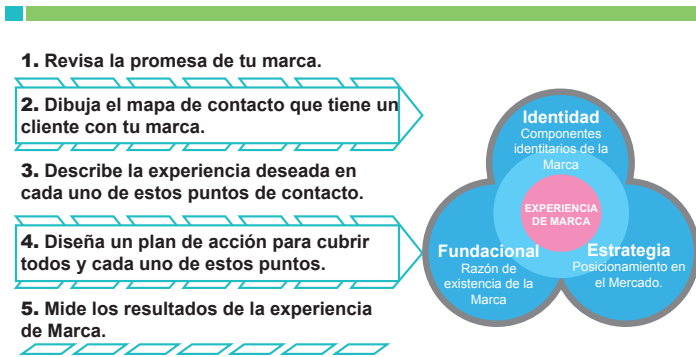 1. Revisa la promesa de tu marca.
2. Dibuja el mapa de contacto que tiene un
cliente con tu marca.
3. Describe la experiencia deseada en
cada uno de estos puntos de contacto.
4. Diseña un plan de acción para cubrir
todos y cada uno de estos puntos.
5. Mide los resultados de la experiencia
de Marca.
Identidad
Componentes
identitarios de la
Marca
EXPERIENCIA
DE MARCA
Fundacional
Razón de
existencia de la
Marca
Estrategia
Posicionamiento en
el Mercado.